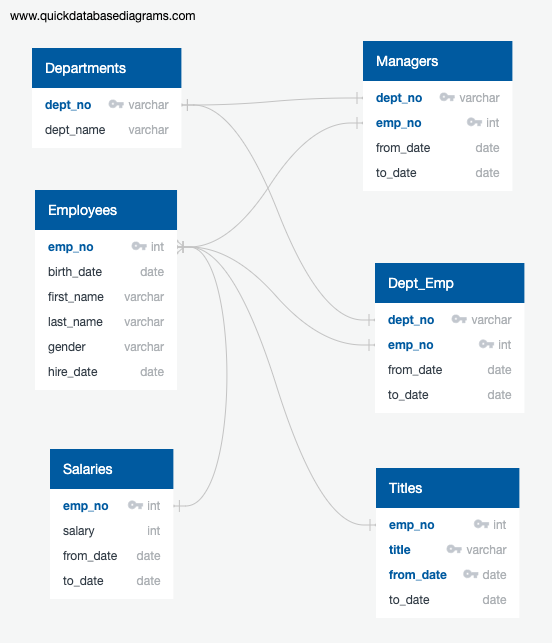 www.quickdatabasediagrams.com
Departments
dept_no varchar
dept_name varchar
Managers
dept_no varchar
emp_no int
from_date date
to_date date
Employees
emp_no int
birth_date date
first_name varchar
last_name varchar
gender varchar
hire_date date
Dept_Emp
dept_no varchar
emp_no int
from_date date
to_date date
Salaries
emp_no int
salary int
from_date date
to_date date
Titles
emp_no int
title varchar
from_date date
to_date date